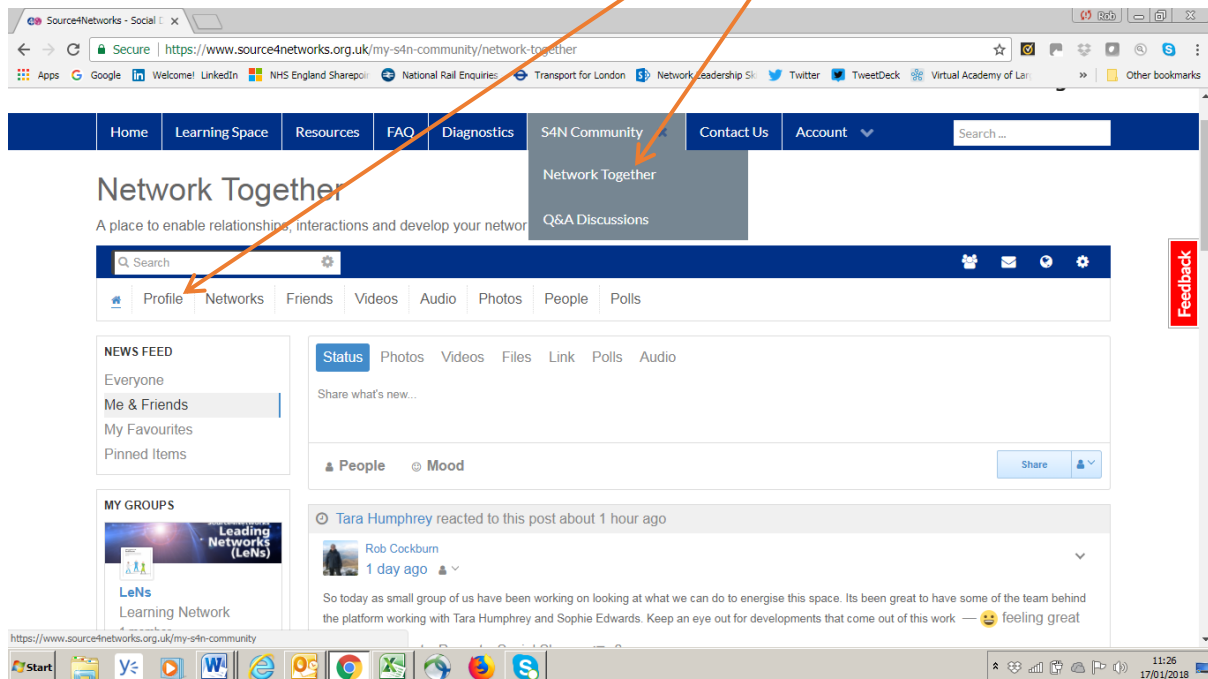 Source4Networks - Social
Rob
Secure | https://www.source4networks.org.uk/my-s4n-community/network-together
Apps Google Welcome! LinkedIn NHS England Sharepoin National Rail Enquiries Transport for London Network Leadership Sk Twitter TweetDeck Virtual Academy of Lar » Other bookmarks
Home Learning Space Resources FAQ Diagnostics S4N Community Contact Us Account Search ...
Network Together
Q&A Discussions
Network Together
A place to enable relationships, interactions and develop your networ
Search
Profile Networks Friends Videos Audio Photos People Polls
Feedback
NEWS FEED
Everyone
Me & Friends
My Favourites
Pinned Items
Status Photos Videos Files Link Polls Audio
Share what's new...
People Mood
Share
MY GROUPS
Leading
Networks
(LeNs)
LeNs
Learning Network
Tara Humphrey reacted to this post about 1 hour ago
Rob Cockburn
1 day ago
So today as small group of us have been working on looking at what we can do to energise this space. Its been great to have some of the team behind
the platform working with Tara Humphrey and Sophie Edwards. Keep an eye out for developments that come out of this work — feeling great
https://www.source4networks.org.uk/my-s4n-community
Start
11:26
17/01/2018